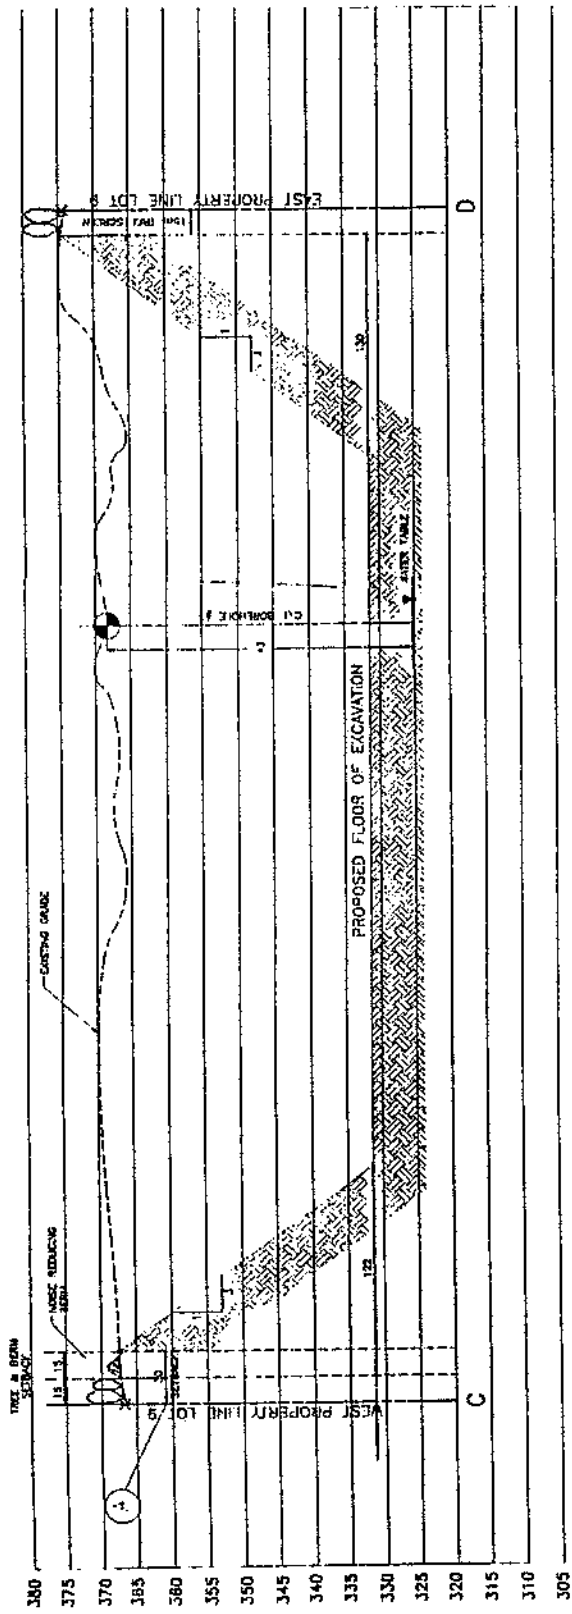 TREE & BERM
SETBACK
15 15
NOISE REDUCING
BERM
30
SETBACK
WEST PROPERTY LINE LOT 9
C
122
EXISTING GRADE
PROPOSED FLOOR OF EXCAVATION
BOREHOLE
WATER TABLE
130
EAST PROPERTY LINE LOT 9
D
380
375
370
365
360
355
350
345
340
335
330
325
320
315
310
305